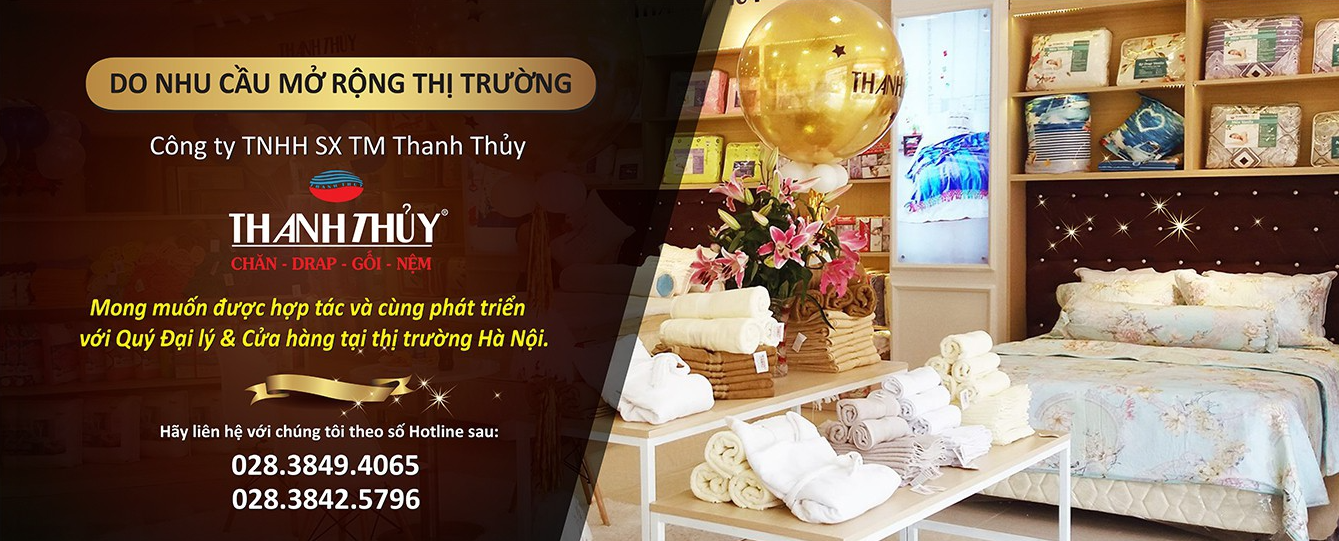 DO NHU CẦU MỞ RỘNG THỊ TRƯỜNG
Công ty TNHH SX TM Thanh Thủy
THANH THUY
THANH THỦY®
CHĂN - DRAP - GỐI - NỆM
Mong muốn được hợp tác và cùng phát triển
với Quý Đại lý & Cửa hàng tại thị trường Hà Nội.
Hãy liên hệ với chúng tôi theo số Hotline sau:
028.3849.4065
028.3842.5796
THANH